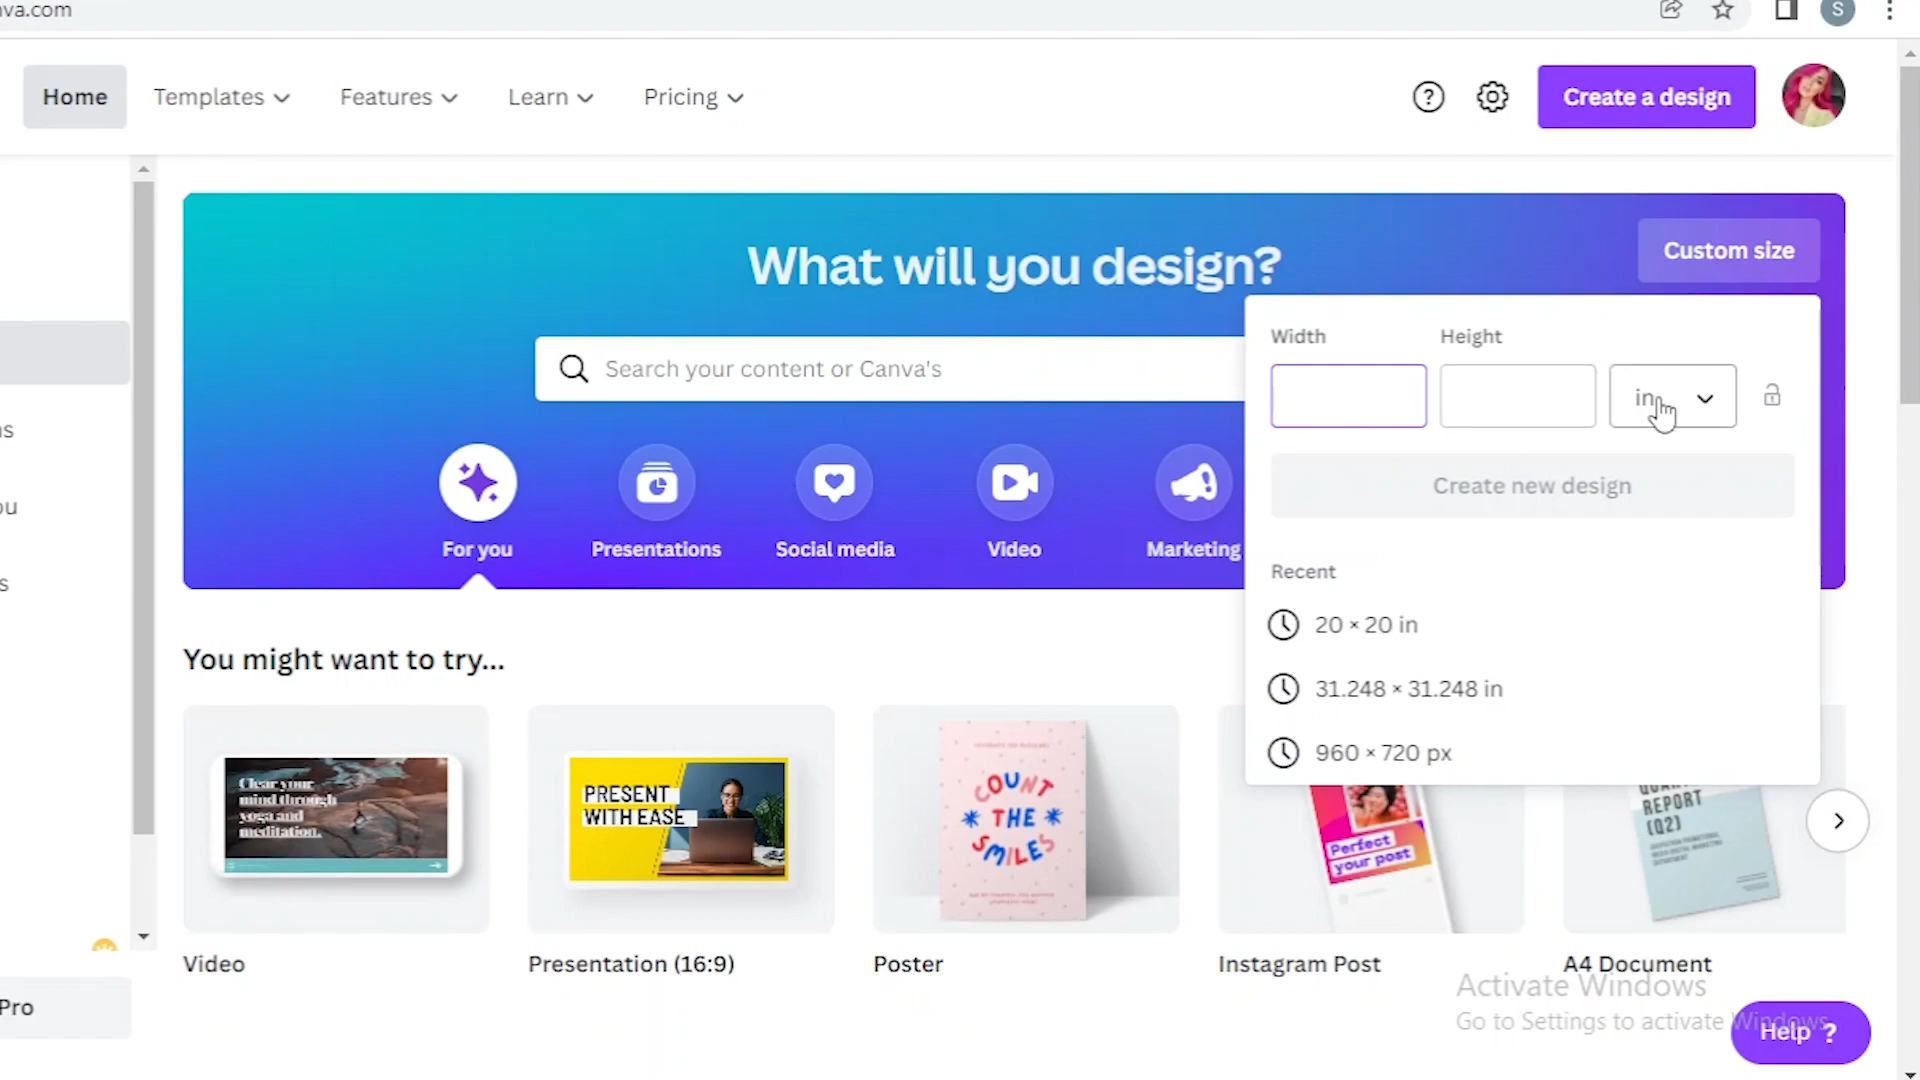 va.com
Home
Templates
Features
Learn
Pricing
?
Create a design
S
What will you design?
Custom size
Search your content or Canva's
Width
Height
in
Create new design
For you
Presentations
Social media
Video
Marketing
Recent
20 × 20 in
31.248 × 31.248 in
960 × 720 px
s
ou
s
You might want to try...
Clear your
mind through
yoga and
meditation.
PRESENT
WITH EASE
COUNT
* THE *
SMILES
Perfect
your post
REPORT
(Q2)
Video
Presentation (16:9)
Poster
Instagram Post
A4 Document
Pro
Activate Windows
Go to Settings to activate Windows.
Help ?